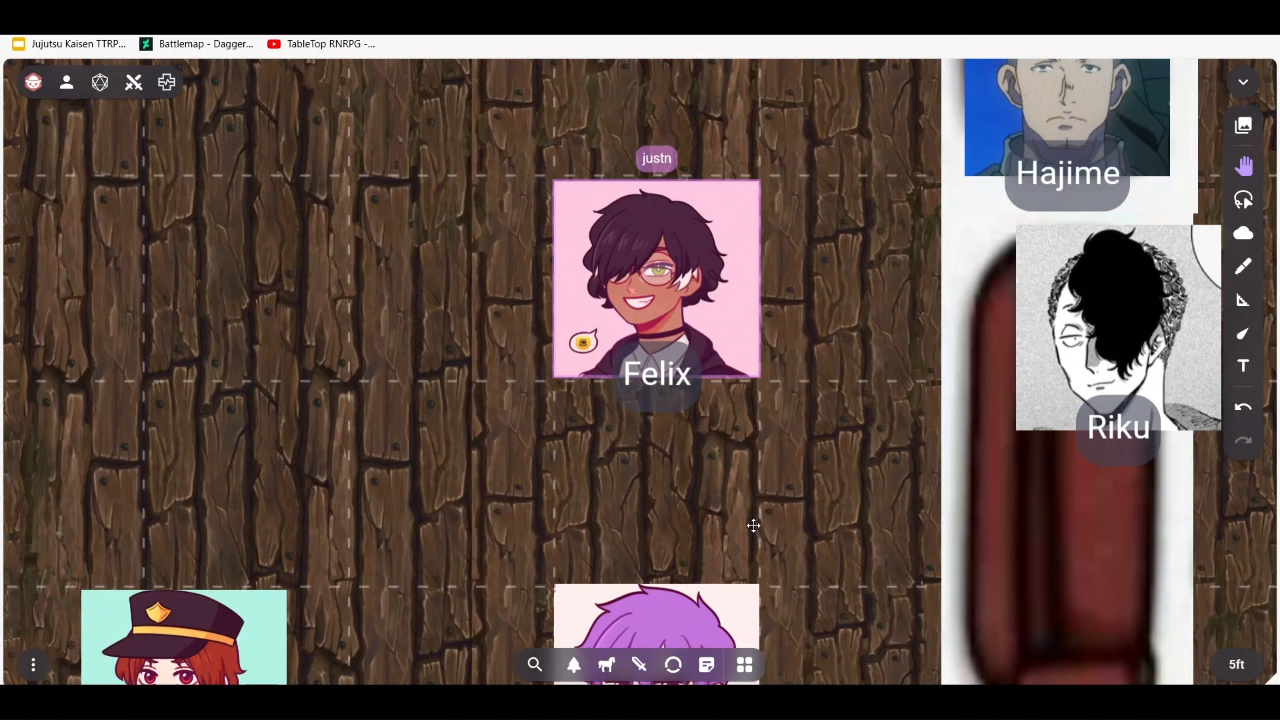 Jujutsu Kaisen TTRP...
Battlemap - Dagger...
TableTop RNRPG -...
justn
Felix
Hajime
Riku
T
5ft